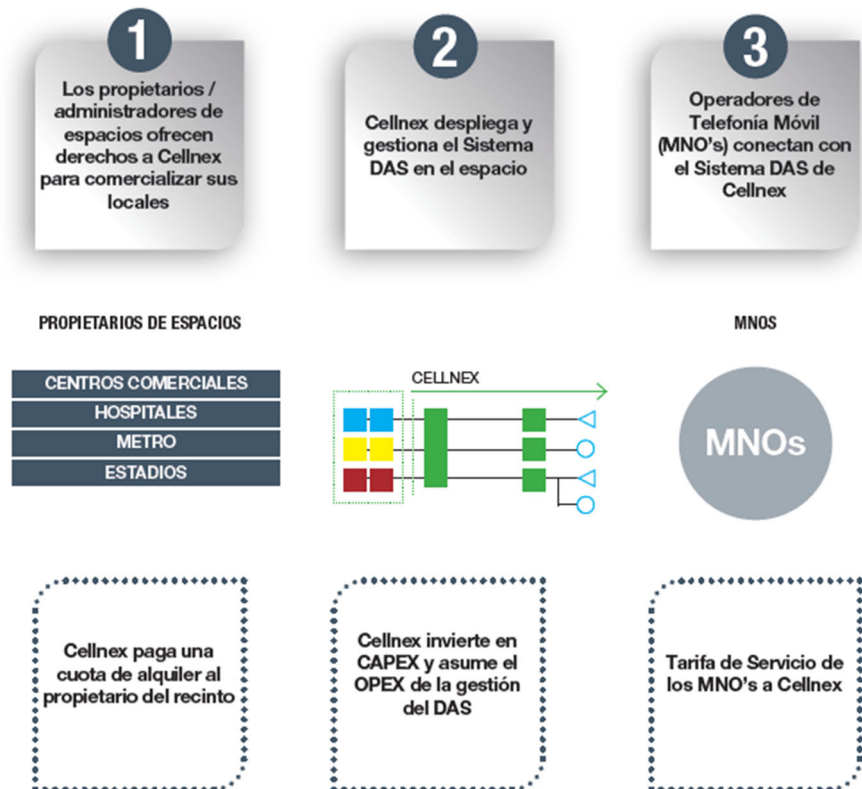 1
Los propietarios /
administradores de
espacios ofrecen
derechos a Cellnex
para comercializar sus
locales
2
Cellnex despliega y
gestiona el Sistema
DAS en el espacio
3
Operadores de
Telefonía Móvil
(MNO's) conectan con
el Sistema DAS de
Cellnex
PROPIETARIOS DE ESPACIOS
CENTROS COMERCIALES
HOSPITALES
METRO
ESTADIOS
CELLNEX
MNOS
MNOs
Cellnex paga una
cuota de alquiler al
propietario del recinto
Cellnex invierte en
CAPEX y asume el
OPEX de la gestión
del DAS
Tarifa de Servicio de
los MNO's a Cellnex